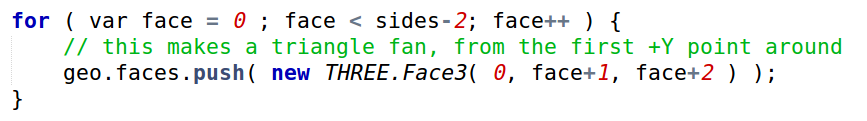 for ( var face = 0 ; face < sides-2; face++ ) {
// this makes a triangle fan, from the first +Y point around
geo.faces.push( new THREE.Face3( 0, face+1, face+2 ) );
}